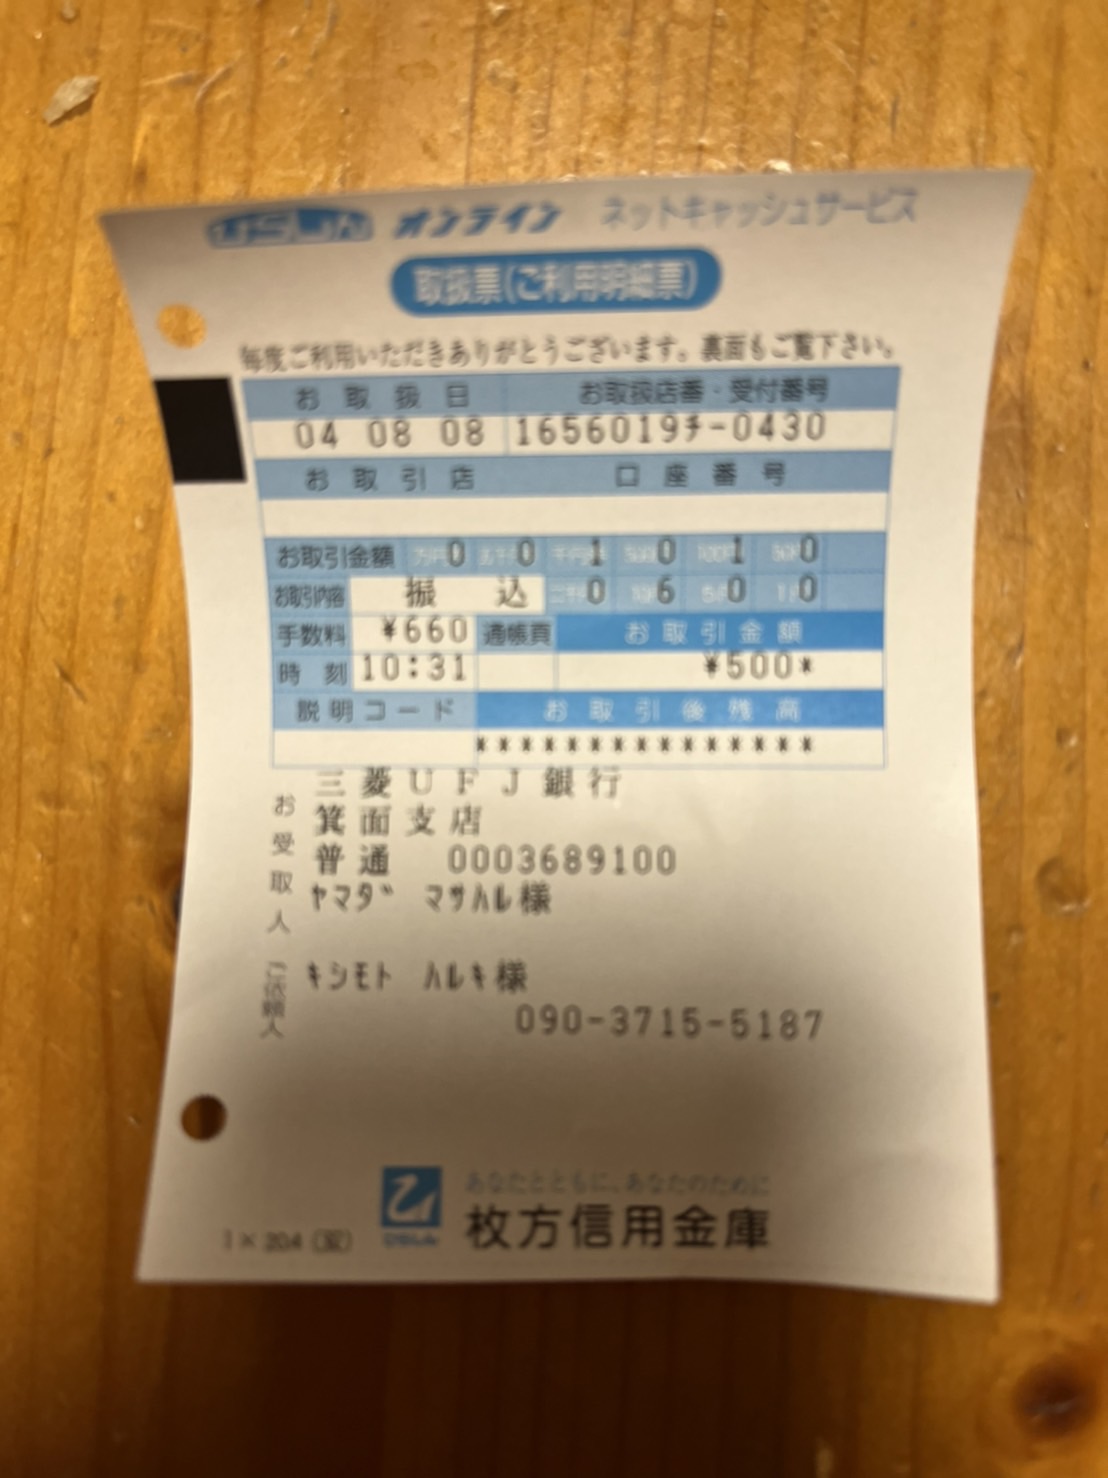 ひらしん オンライン ネットキャッシュサービス
取扱票(ご利用明細票)
毎度ご利用いただきありがとうございます。裏面もご覧下さい。
お取扱日 お取扱店番・受付番号
04 08 08 1656019チ-0430
お取引店 口座番号
お取引金額 0 0 1 0 1 0
お取引内容 振込 0 6 0 0
手数料 ¥660 通帳頁 お取引金額
時刻 10:31 ¥500*
説明コード お取引後残高
***************
お受取人
三菱UFJ銀行
箕面支店
普通 0003689100
ヤマダ マサハル様
ご依頼人
キシモト ハルキ様
090-3715-5187
あなたとともに、あなたのために
ひらしん 枚方信用金庫